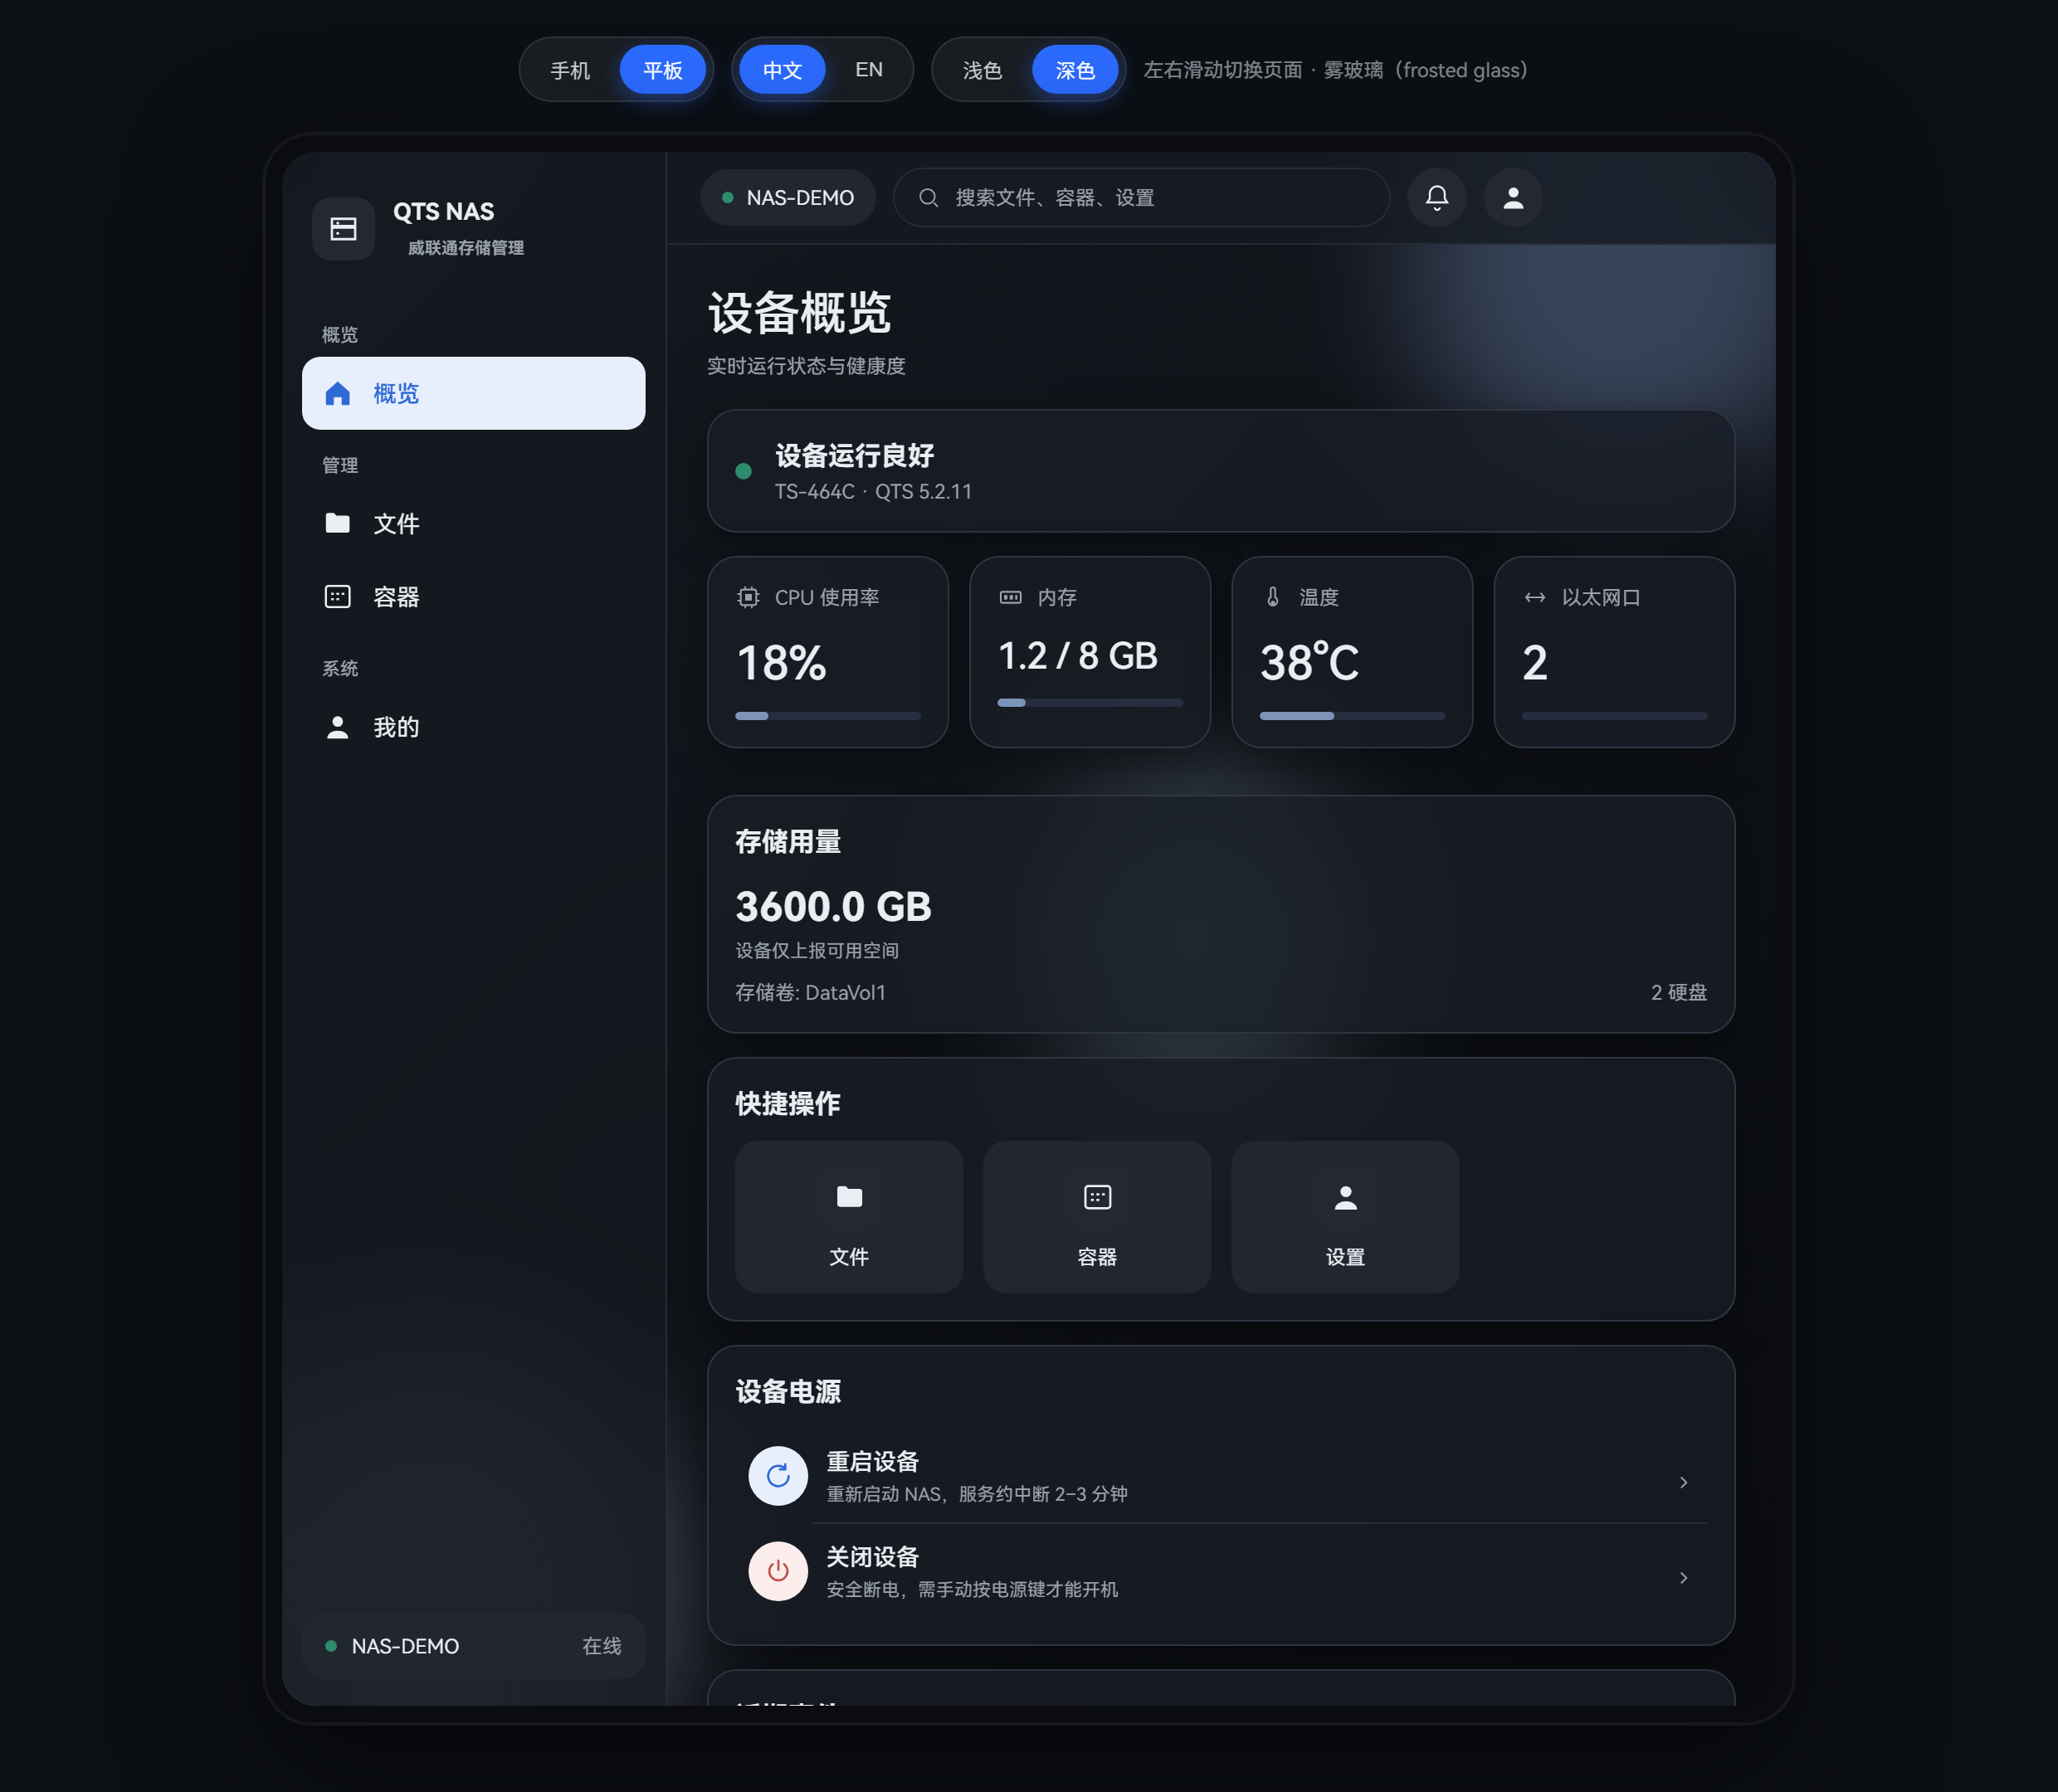 手机 平板 中文 EN 浅色 深色 左右滑动切换页面 · 雾玻璃（frosted glass）
QTS NAS
威联通存储管理
概览
概览
管理
文件
容器
系统
我的
NAS-DEMO 在线
NAS-DEMO 搜索文件、容器、设置
设备概览
实时运行状态与健康度
设备运行良好
TS-464C · QTS 5.2.11
CPU 使用率
18%
内存
1.2 / 8 GB
温度
38°C
以太网口
2
存储用量
3600.0 GB
设备仅上报可用空间
存储卷: DataVol1 2 硬盘
快捷操作
文件 容器 设置
设备电源
重启设备
重新启动 NAS，服务约中断 2–3 分钟
关闭设备
安全断电，需手动按电源键才能开机